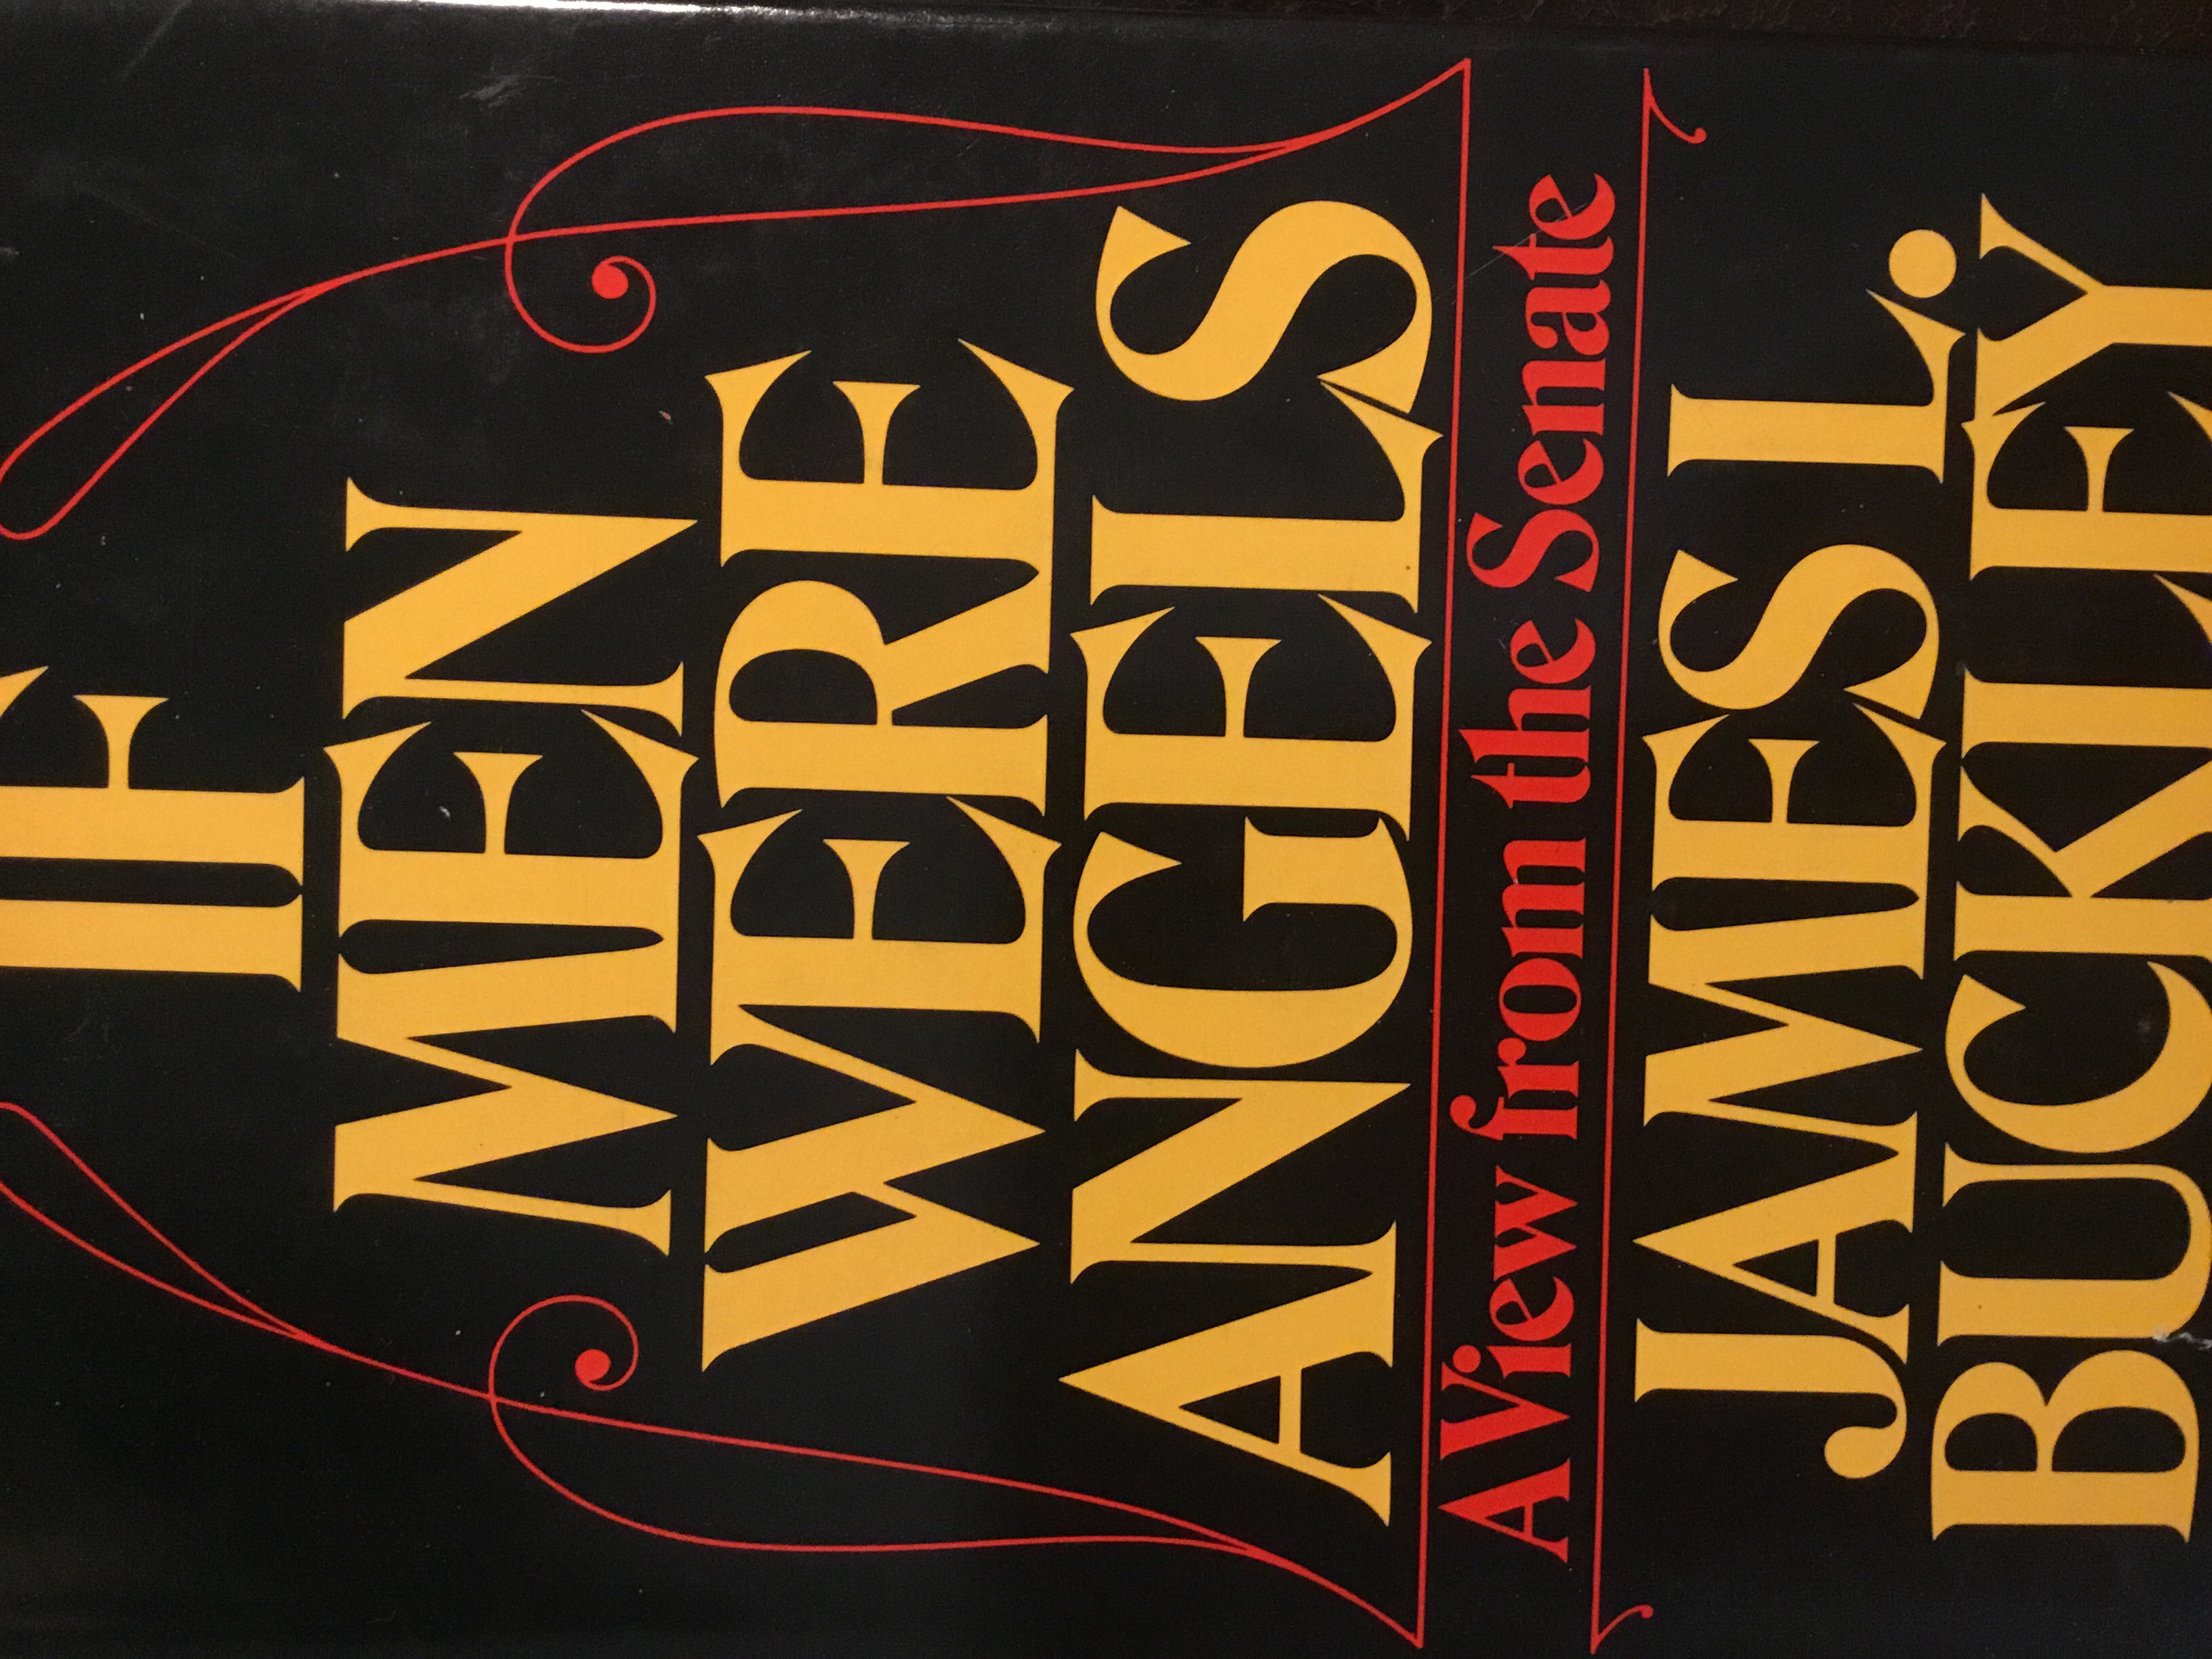 IF
MEN
WERE
ANGELS
A View from the Senate
JAMES L.
BUCKLEY